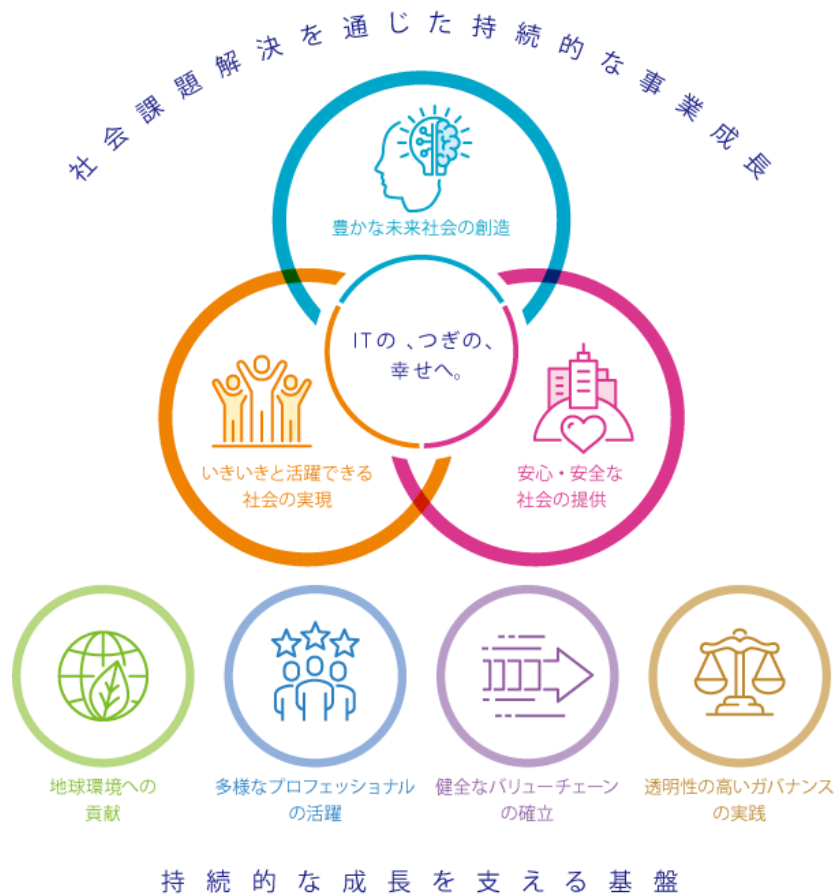 社会課題解決を通じた持続的な事業成長
豊かな未来社会の創造
ITの、つぎの、
幸せへ。
いきいきと活躍できる
社会の実現
安心・安全な
社会の提供
地球環境への
貢献
多様なプロフェッショナル
の活躍
健全なバリューチェーン
の確立
透明性の高いガバナンス
の実践
持続的な成長を支える基盤